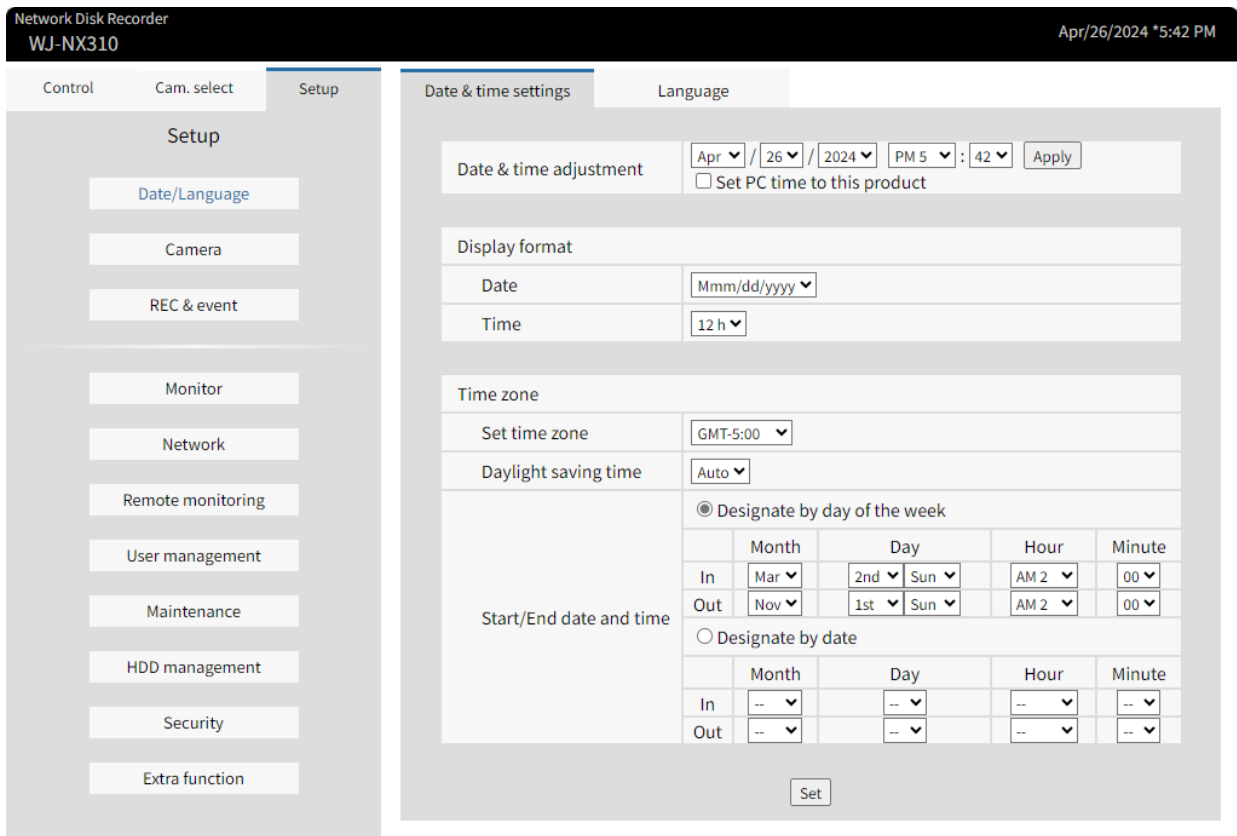 Network Disk Recorder
WJ-NX310
Apr/26/2024 *5:42 PM
Control Cam. select Setup
Setup
Date/Language
Camera
REC & event
Monitor
Network
Remote monitoring
User management
Maintenance
HDD management
Security
Extra function
Date & time settings Language
Date & time adjustment
Apr / 26 / 2024 PM 5 : 42 Apply
Set PC time to this product
Display format
Date Mmm/dd/yyyy
Time 12 h
Time zone
Set time zone GMT-5:00
Daylight saving time Auto
Start/End date and time
Designate by day of the week
Month Day Hour Minute
In Mar 2nd Sun AM 2 00
Out Nov 1st Sun AM 2 00
Designate by date
Month Day Hour Minute
In -- -- -- --
Out -- -- -- --
Set